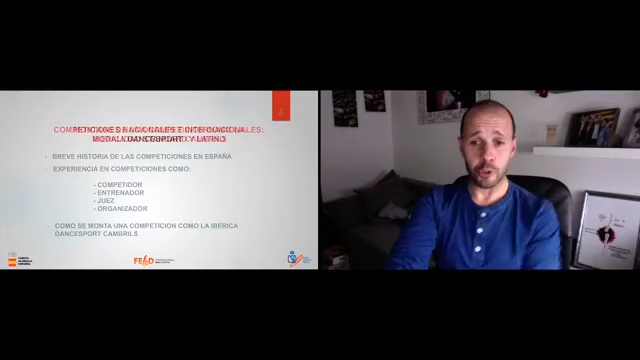 BREVE HISTORIA DE LAS COMPETICIONES EN ESPAÑA
EXPERIENCIA EN COMPETICIONES COMO:
- COMPETIDOR
- ENTRENADOR
- JUEZ
- ORGANIZADOR
COMO SE MONTA UNA COMPETICION COMO LA IBERICA
DANCESPORT CAMBRILS